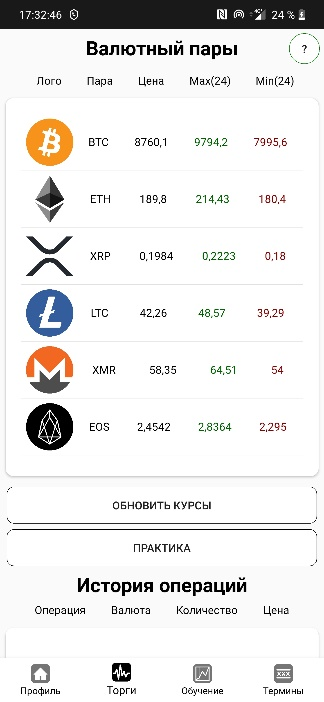 17:32:46 24 %
Валютный пары
?
Лого Пара Цена Max(24) Min(24)
BTC 8760,1 9794,2 7995,6
ETH 189,8 214,43 180,4
XRP 0,1984 0,2223 0,18
LTC 42,26 48,57 39,29
XMR 58,35 64,51 54
EOS 2,4542 2,8364 2,295
ОБНОВИТЬ КУРСЫ
ПРАКТИКА
История операций
Операция Валюта Количество Цена
Профиль Торги Обучение Термины